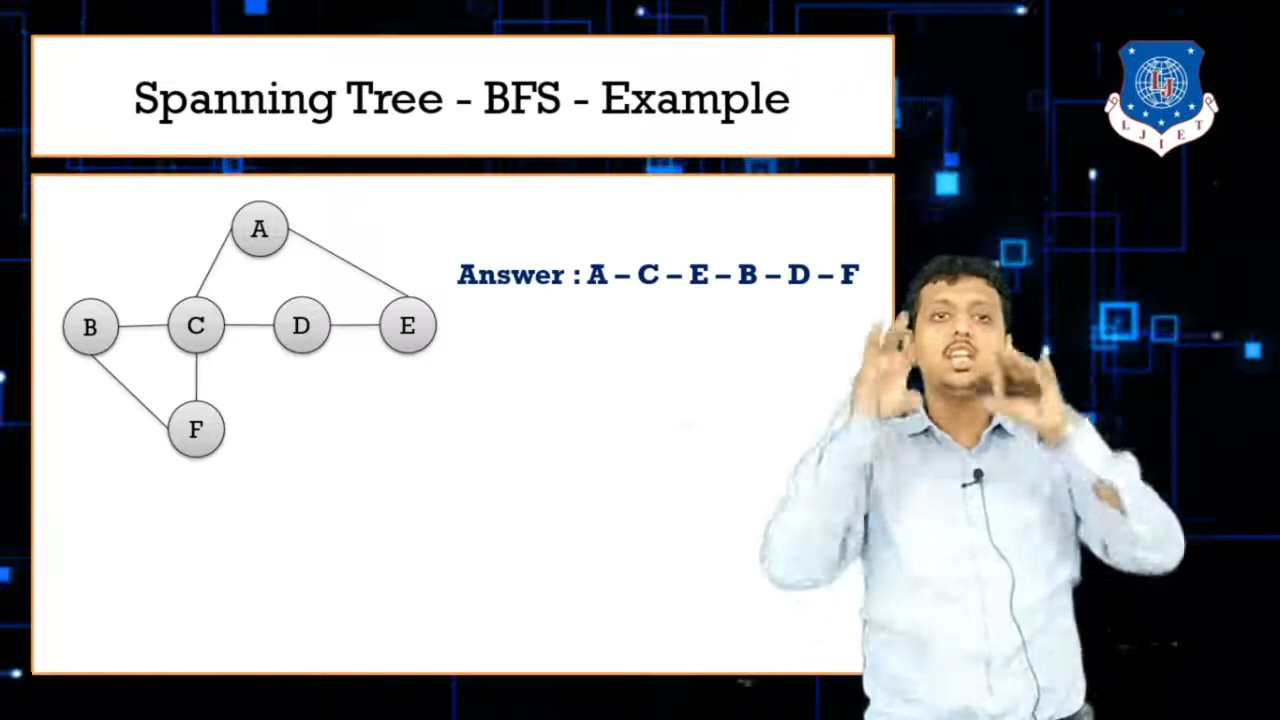 Spanning Tree - BFS - Example
L J I E T
A
Answer : A – C – E – B – D – F
B C D E
F